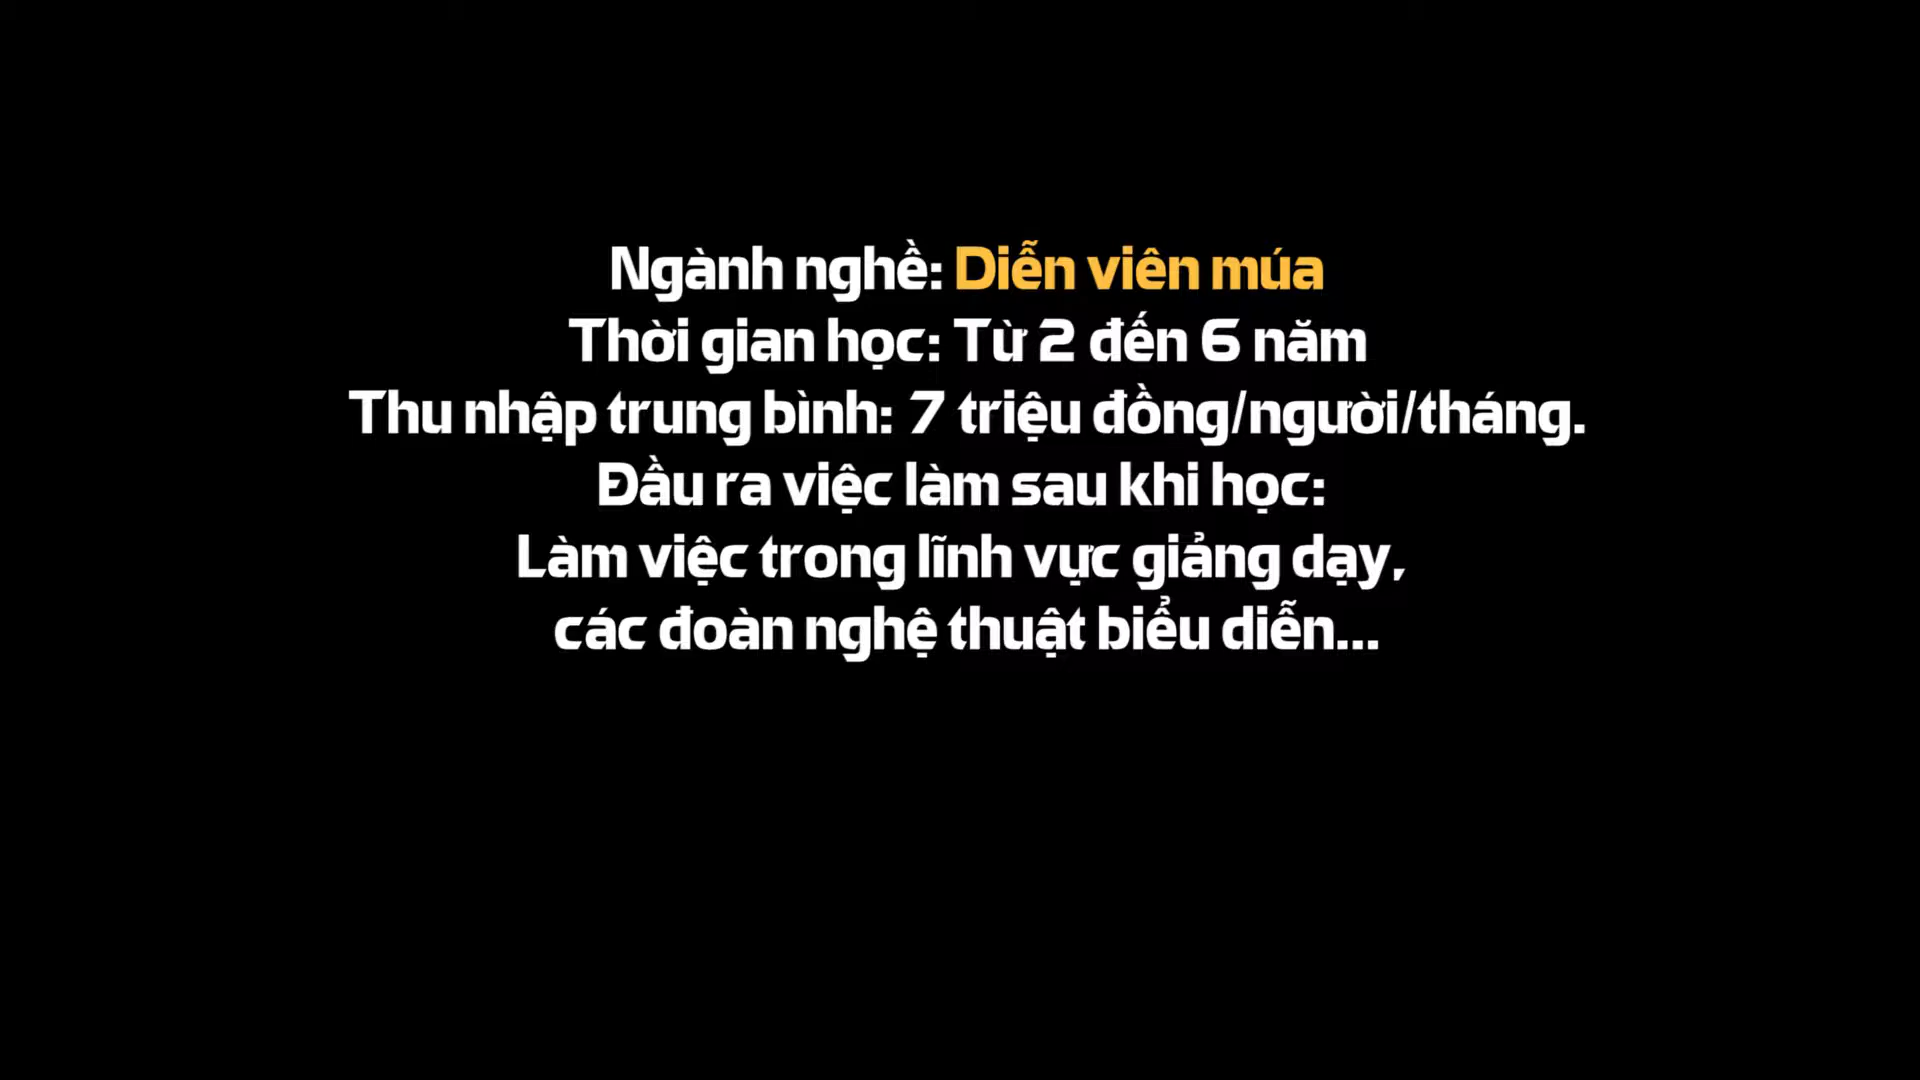 Ngành nghề: Diễn viên múa
Thời gian học: Từ 2 đến 6 năm
Thu nhập trung bình: 7 triệu đồng/người/tháng.
Đầu ra việc làm sau khi học:
Làm việc trong lĩnh vực giảng dạy,
các đoàn nghệ thuật biểu diễn...